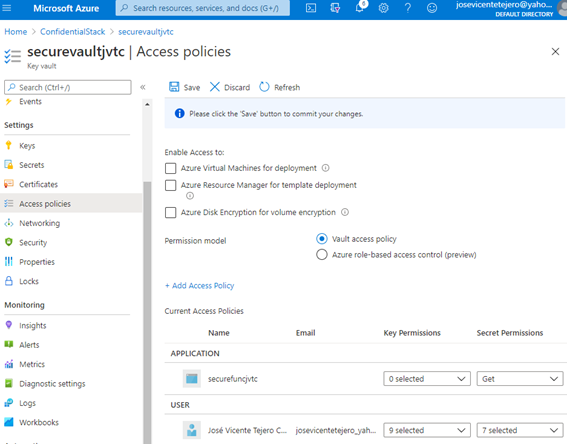 Microsoft Azure
Search resources, services, and docs (G+/)
1
josevicentetejero@yaho...
DEFAULT DIRECTORY
Home > ConfidentialStack > securevaultjvtc
securevaultjvtc | Access policies
Key vault
Search (Ctrl+/)
Events
Settings
Keys
Secrets
Certificates
Access policies
Networking
Security
Properties
Locks
Monitoring
Insights
Alerts
Metrics
Diagnostic settings
Logs
Workbooks
Save Discard Refresh
Please click the 'Save' button to commit your changes.
Enable Access to:
Azure Virtual Machines for deployment
Azure Resource Manager for template deployment
Azure Disk Encryption for volume encryption
Permission model
Vault access policy
Azure role-based access control (preview)
+ Add Access Policy
Current Access Policies
Name Email Key Permissions Secret Permissions
APPLICATION
securefuncjvtc 0 selected Get
USER
José Vicente Tejero C... josevicentetejero_yah... 9 selected 7 selected